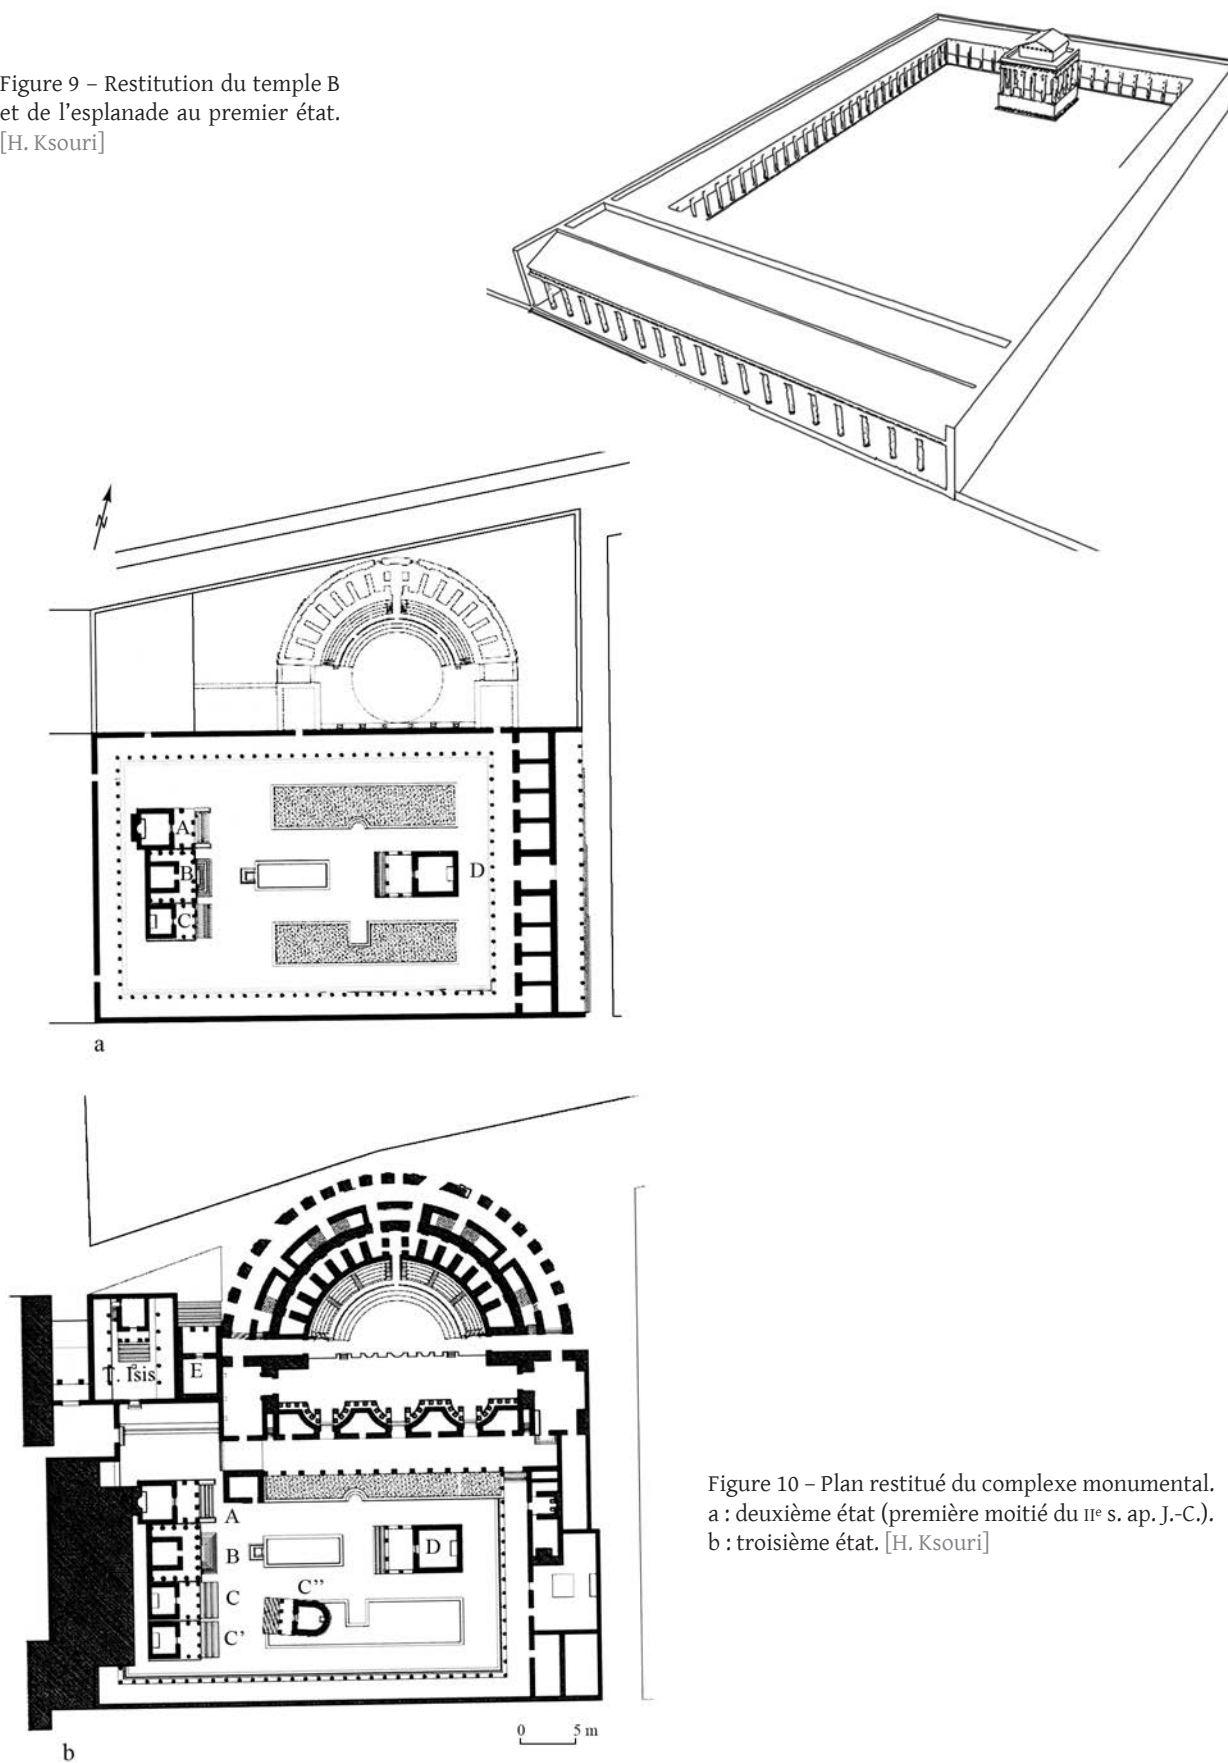 Figure 9 – Restitution du temple B
et de l’esplanade au premier état.
[H. Ksouri]
N
A
B
C
D
a
T. Isis
E
A
B
C
C’
C’’
D
Figure 10 – Plan restitué du complexe monumental.
a : deuxième état (première moitié du IIᵉ s. ap. J.-C.).
b : troisième état. [H. Ksouri]
0 5 m
b